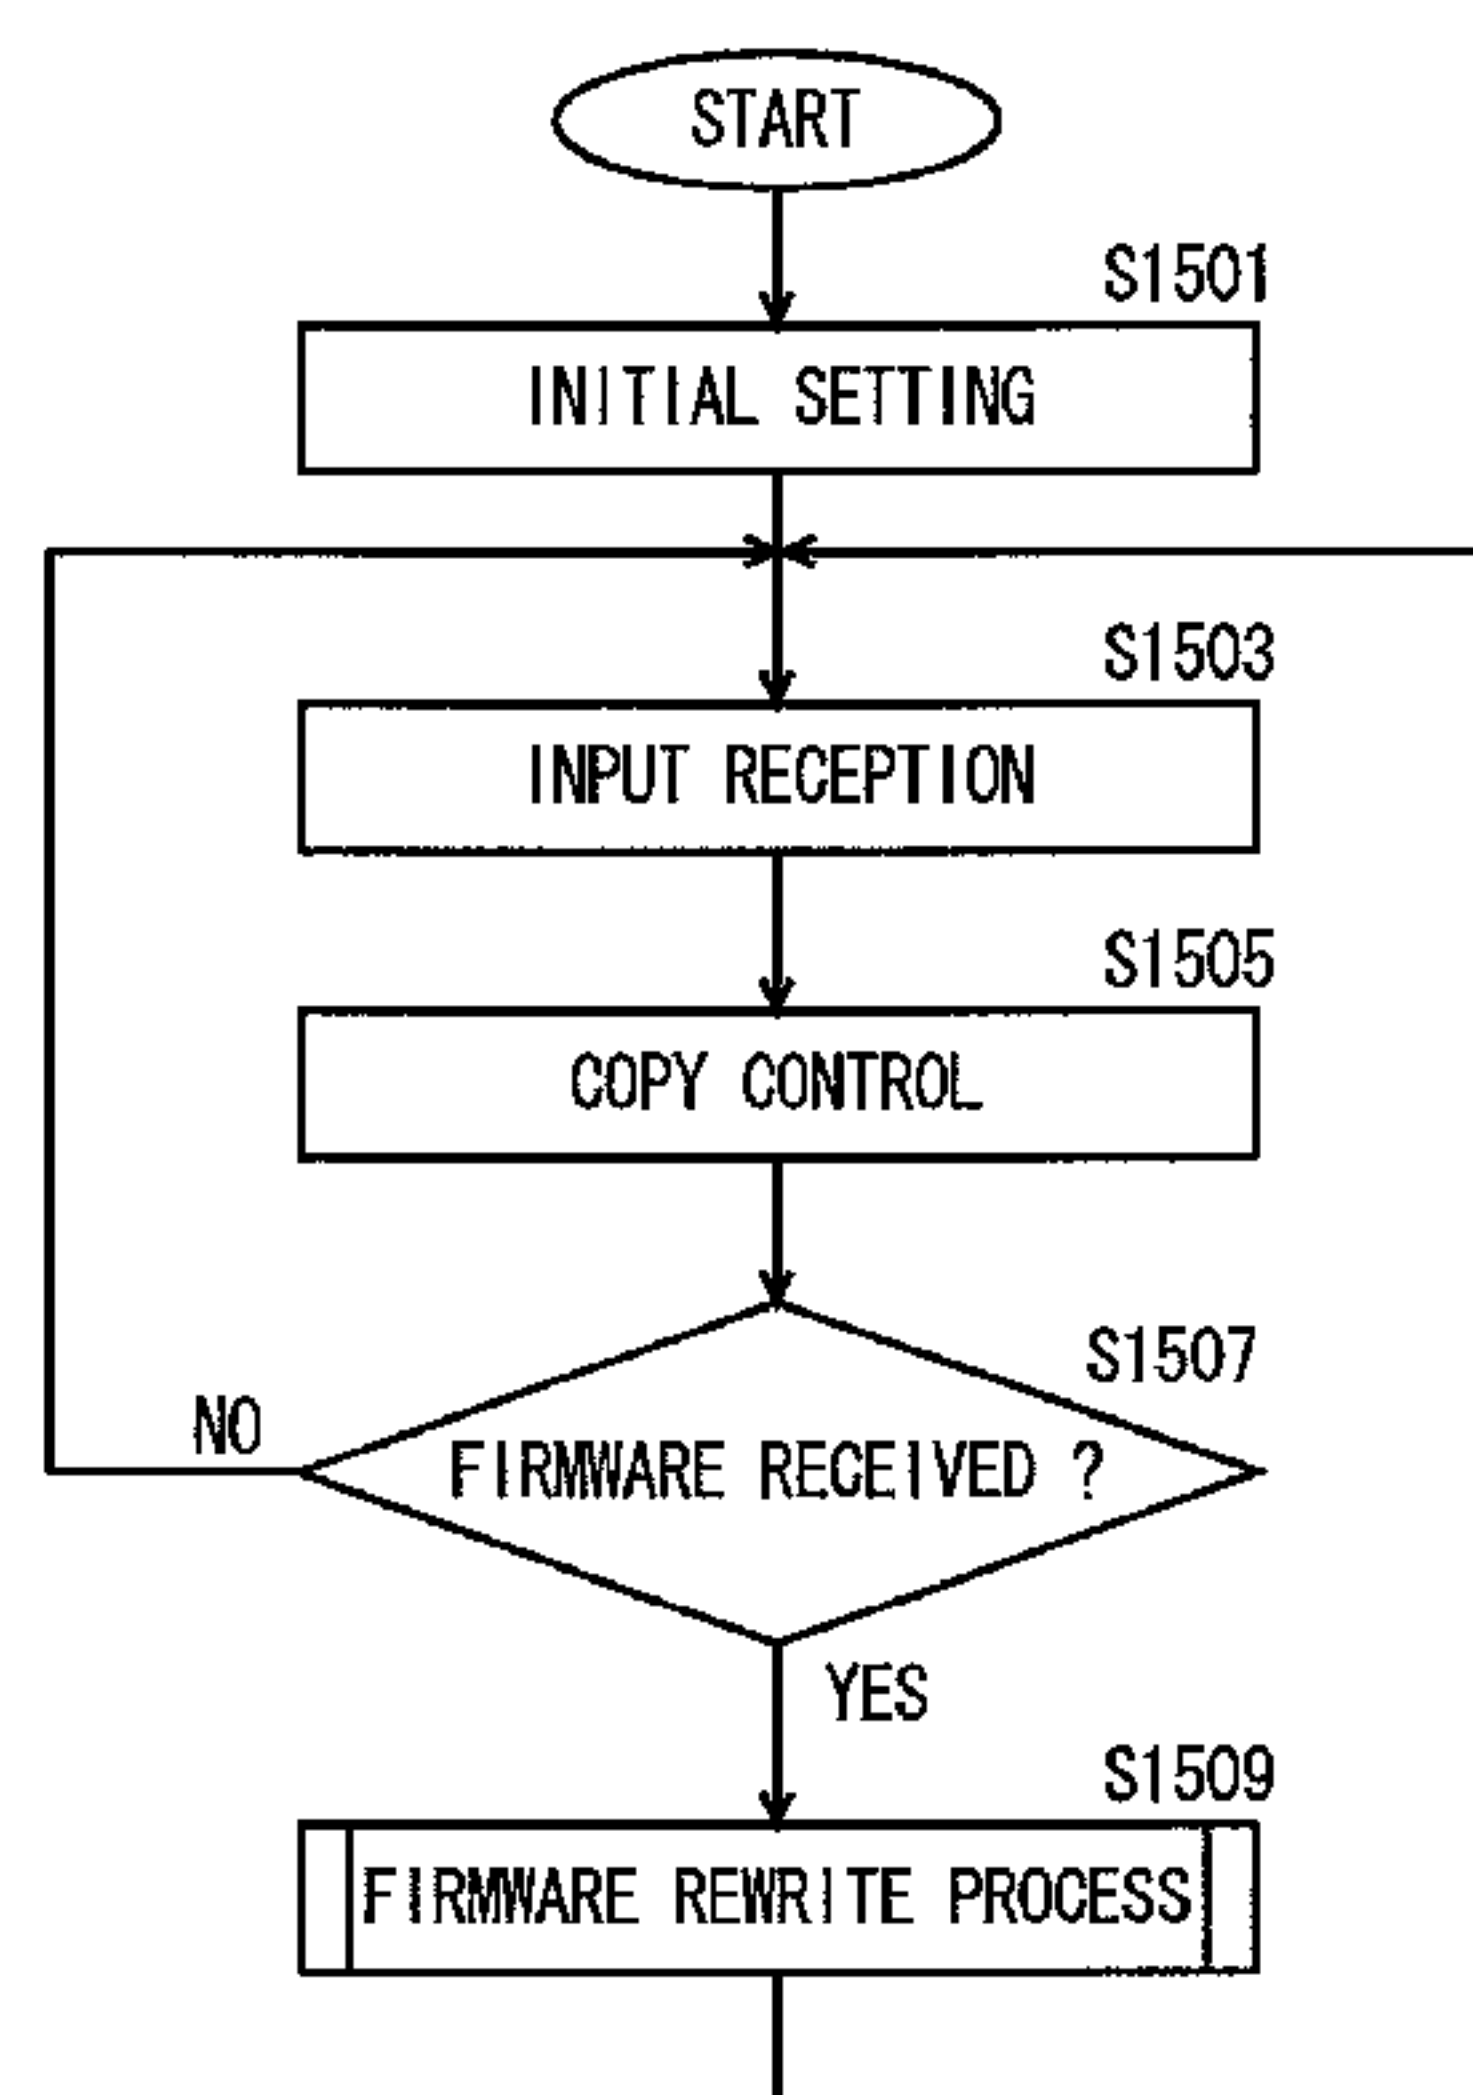 START
S1501
INITIAL SETTING
S1503
INPUT RECEPTION
S1505
COPY CONTROL
S1507
NO
FIRMWARE RECEIVED ?
YES
S1509
FIRMWARE REWRITE PROCESS